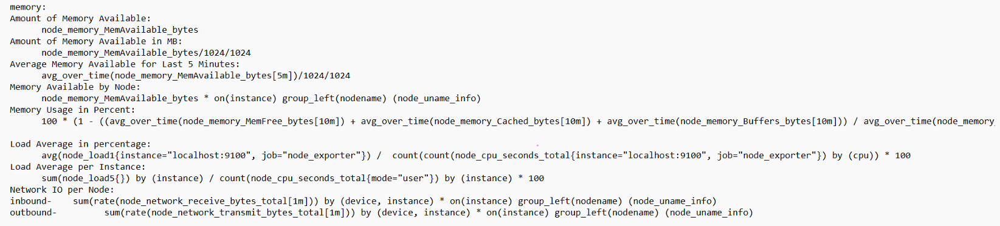 memory:
Amount of Memory Available:
node_memory_MemAvailable_bytes
Amount of Memory Available in MB:
node_memory_MemAvailable_bytes/1024/1024
Average Memory Available for Last 5 Minutes:
avg_over_time(node_memory_MemAvailable_bytes[5m])/1024/1024
Memory Available by Node:
node_memory_MemAvailable_bytes * on(instance) group_left(nodename) (node_uname_info)
Memory Usage in Percent:
100 * (1 - ((avg_over_time(node_memory_MemFree_bytes[10m]) + avg_over_time(node_memory_Cached_bytes[10m]) + avg_over_time(node_memory_Buffers_bytes[10m])) / avg_over_time(node_memory_
Load Average in percentage:
avg(node_load1{instance="localhost:9100", job="node_exporter"}) /  count(count(node_cpu_seconds_total{instance="localhost:9100", job="node_exporter"}) by (cpu)) * 100
Load Average per Instance:
sum(node_load5{}) by (instance) / count(node_cpu_seconds_total{mode="user"}) by (instance) * 100
Network IO per Node:
inbound-    sum(rate(node_network_receive_bytes_total[1m])) by (device, instance) * on(instance) group_left(nodename) (node_uname_info)
outbound-         sum(rate(node_network_transmit_bytes_total[1m])) by (device, instance) * on(instance) group_left(nodename) (node_uname_info)